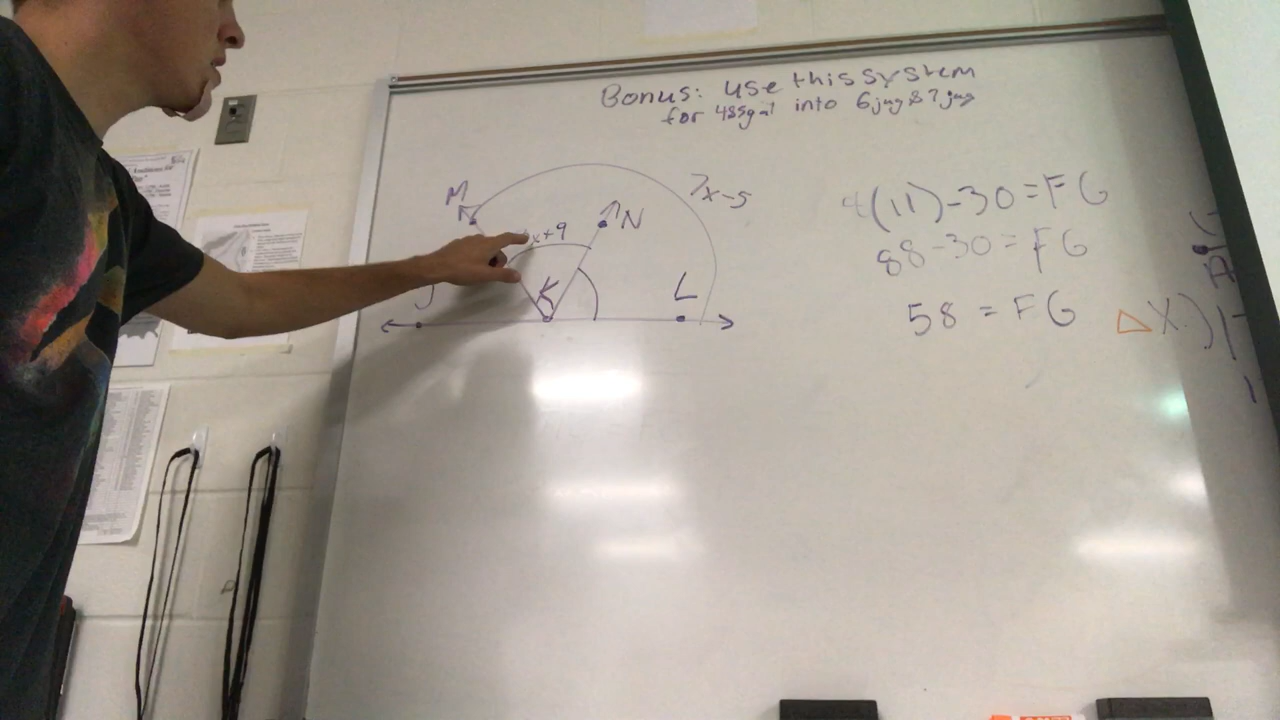 Bonus: use this system
for 485gal into 6jug & 7jug
M
7x-5
N
x+9
J
K
L
4(11)-30=FG
88-30=FG
58=FG
△X